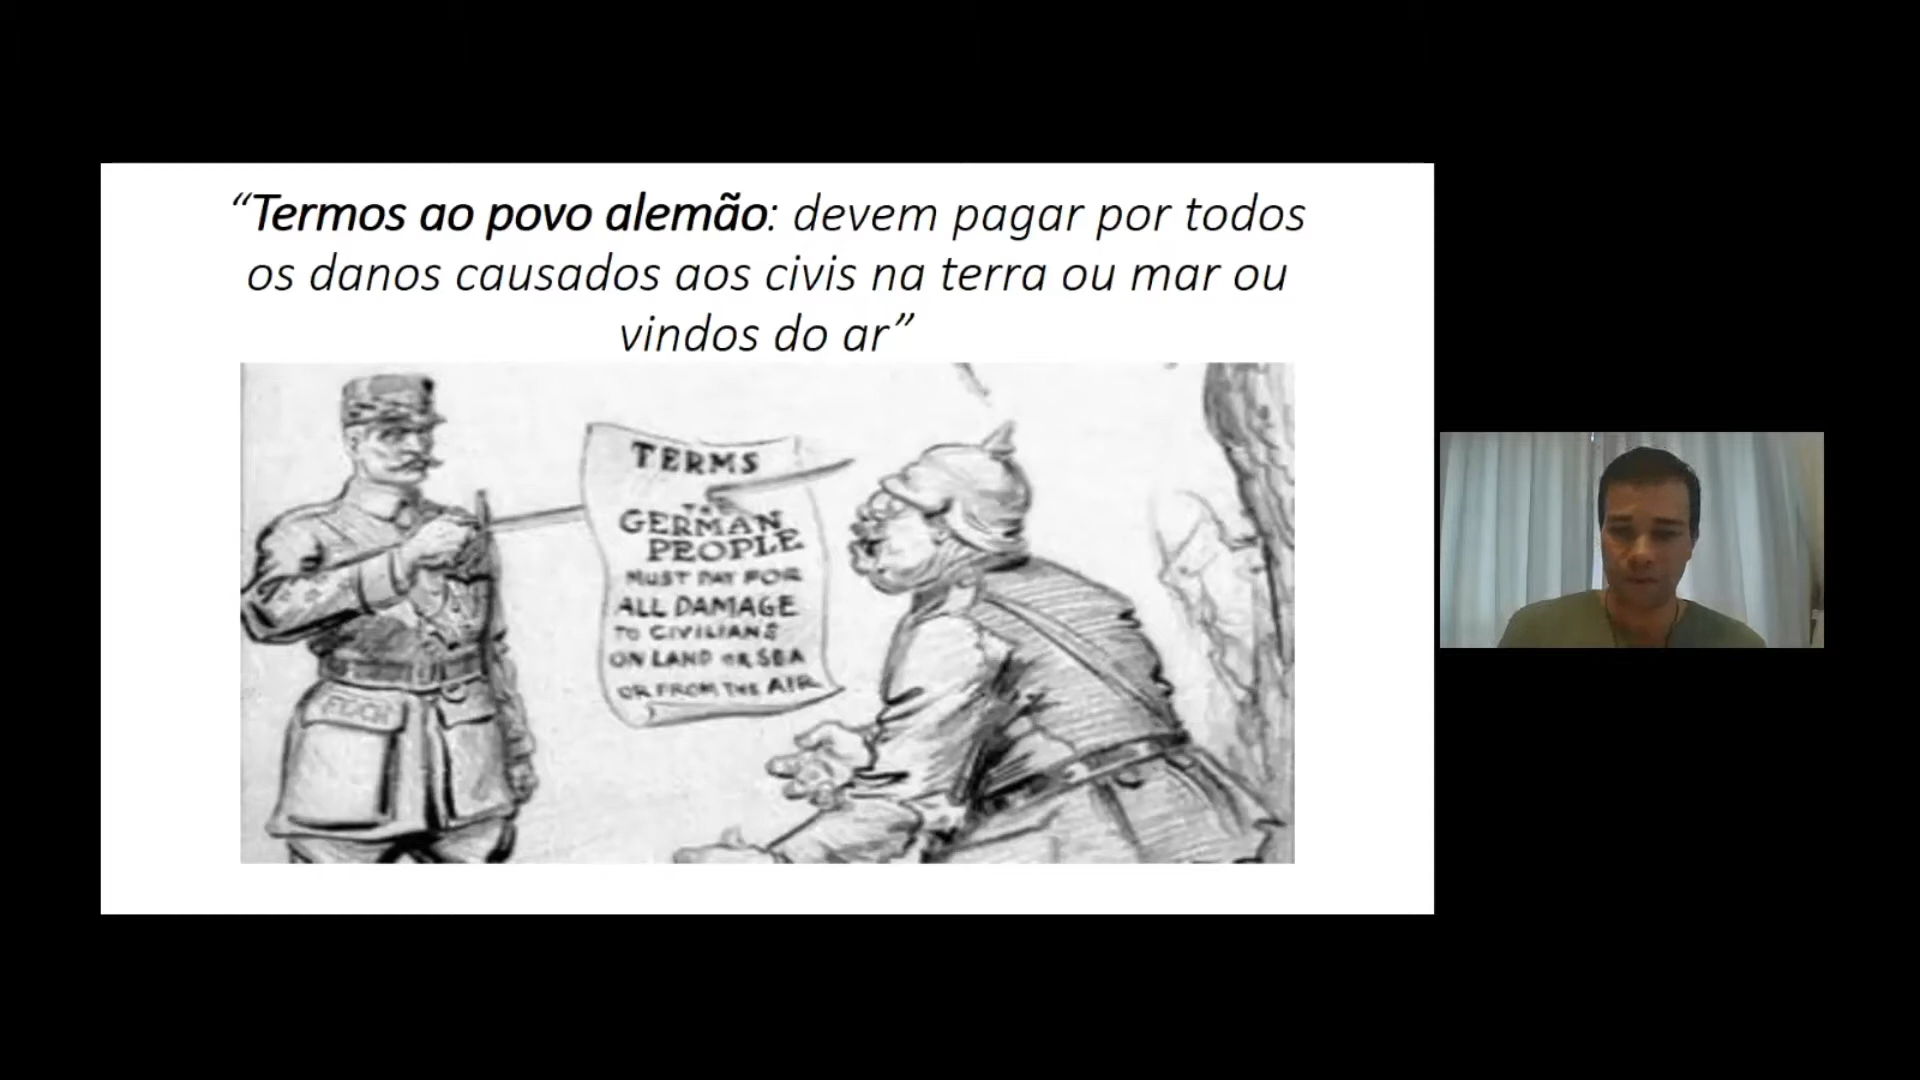 “Termos ao povo alemão: devem pagar por todos
os danos causados aos civis na terra ou mar ou
vindos do ar”
TERMS
TO
GERMAN
PEOPLE
MUST PAY FOR
ALL DAMAGE
TO CIVILIANS
ON LAND OR SEA
OR FROM THE AIR
FOCH